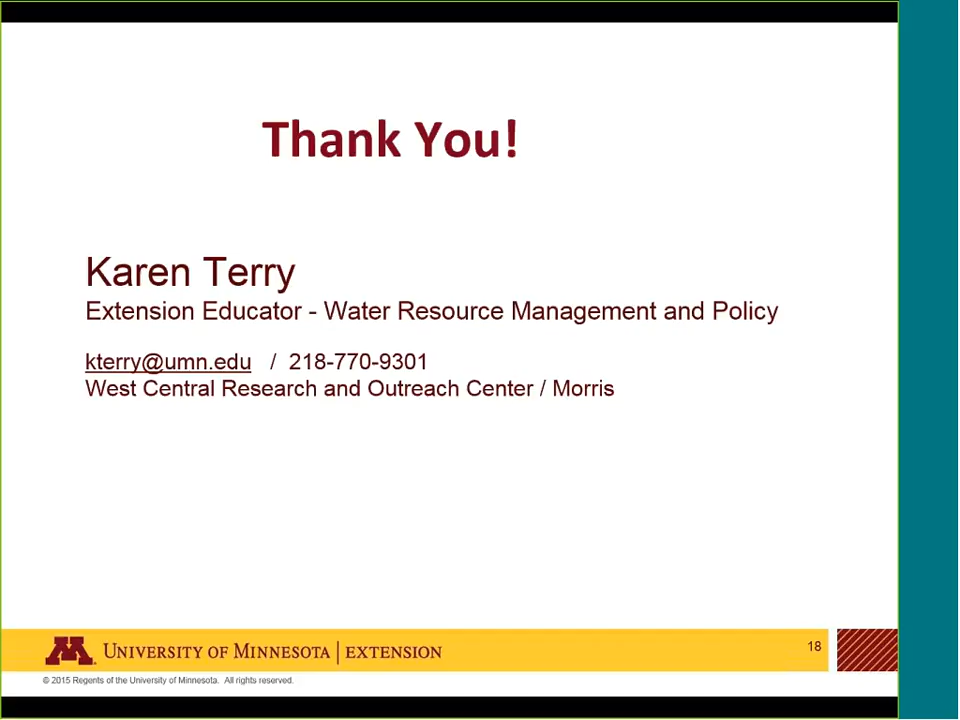 Thank You!
Karen Terry
Extension Educator - Water Resource Management and Policy
kterry@umn.edu / 218-770-9301
West Central Research and Outreach Center / Morris
M UNIVERSITY OF MINNESOTA | EXTENSION
18
© 2015 Regents of the University of Minnesota. All rights reserved.